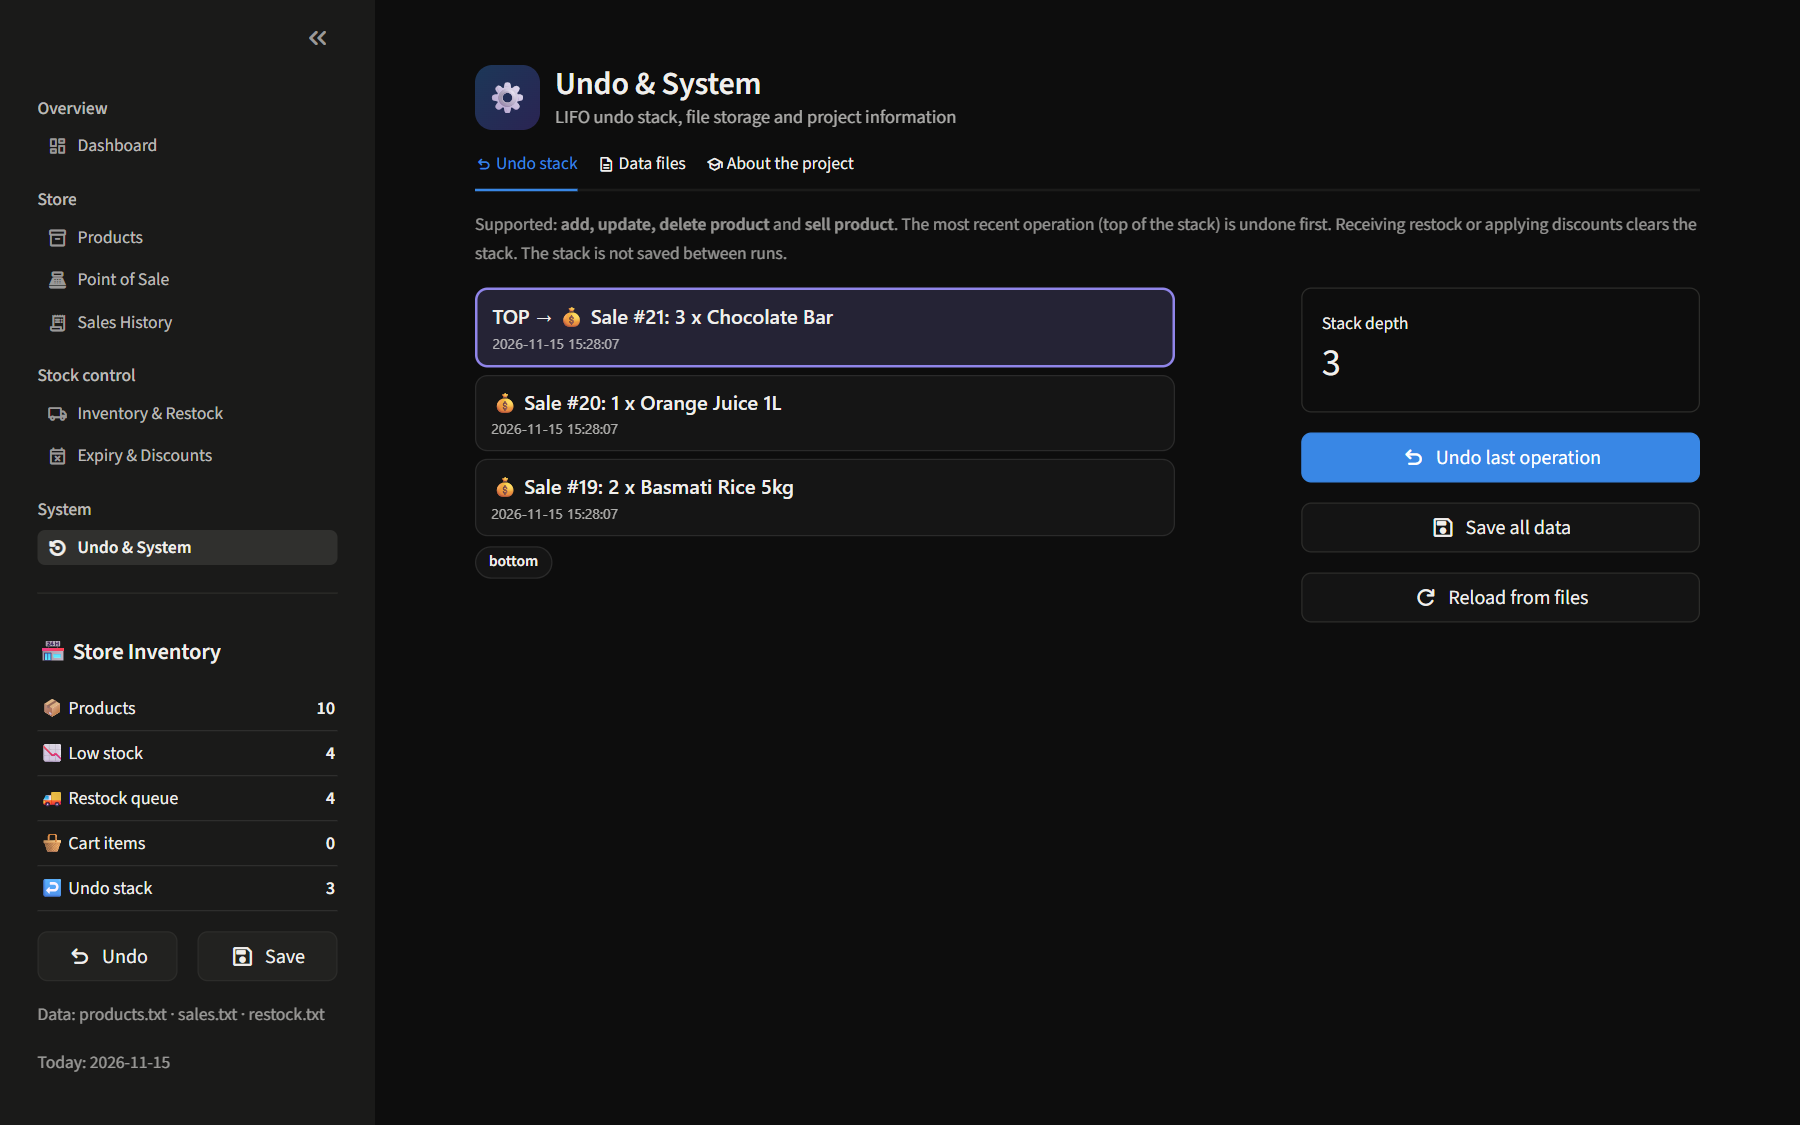 Overview
Dashboard
Store
Products
Point of Sale
Sales History
Stock control
Inventory & Restock
Expiry & Discounts
System
Undo & System
Store Inventory
Products 10
Low stock 4
Restock queue 4
Cart items 0
Undo stack 3
Undo Save
Data: products.txt · sales.txt · restock.txt
Today: 2026-11-15
Undo & System
LIFO undo stack, file storage and project information
Undo stack Data files About the project
Supported: add, update, delete product and sell product. The most recent operation (top of the stack) is undone first. Receiving restock or applying discounts clears the
stack. The stack is not saved between runs.
TOP → Sale #21: 3 x Chocolate Bar
2026-11-15 15:28:07
Sale #20: 1 x Orange Juice 1L
2026-11-15 15:28:07
Sale #19: 2 x Basmati Rice 5kg
2026-11-15 15:28:07
bottom
Stack depth
3
Undo last operation
Save all data
Reload from files